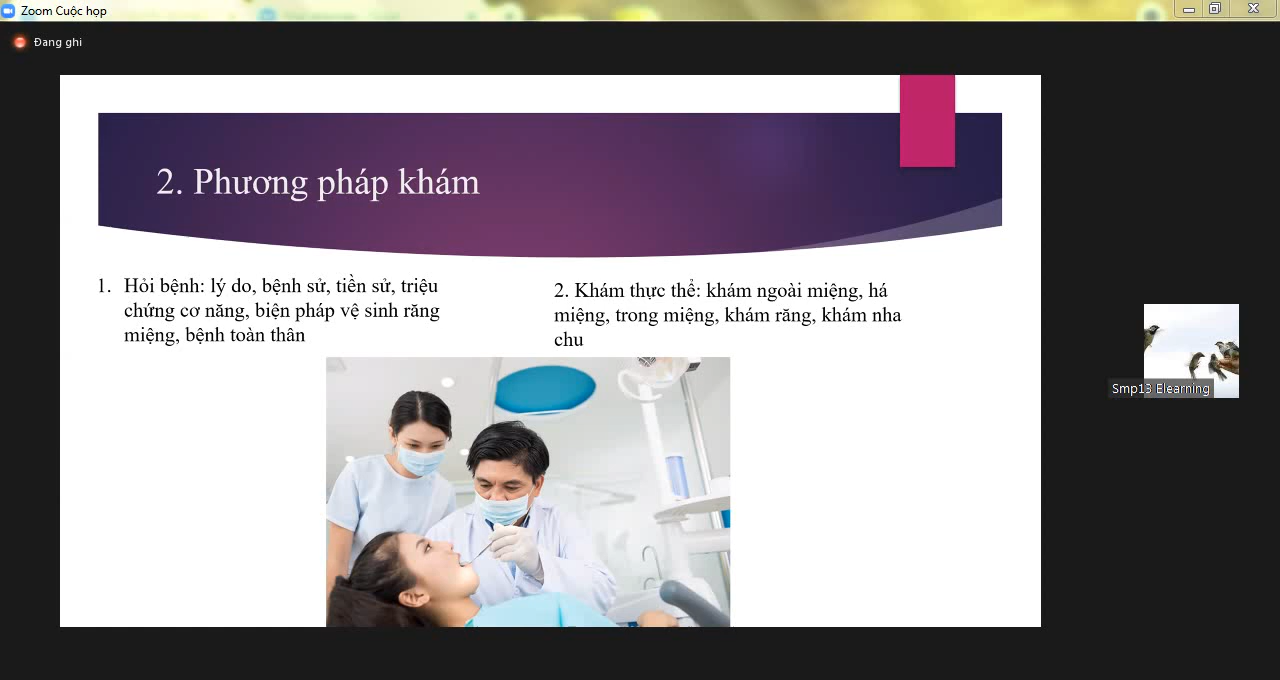 Zoom Cuộc họp
Đang ghi
2. Phương pháp khám
1. Hỏi bệnh: lý do, bệnh sử, tiền sử, triệu
chứng cơ năng, biện pháp vệ sinh răng
miệng, bệnh toàn thân
2. Khám thực thể: khám ngoài miệng, há
miệng, trong miệng, khám răng, khám nha
chu
Smp13 Elearning